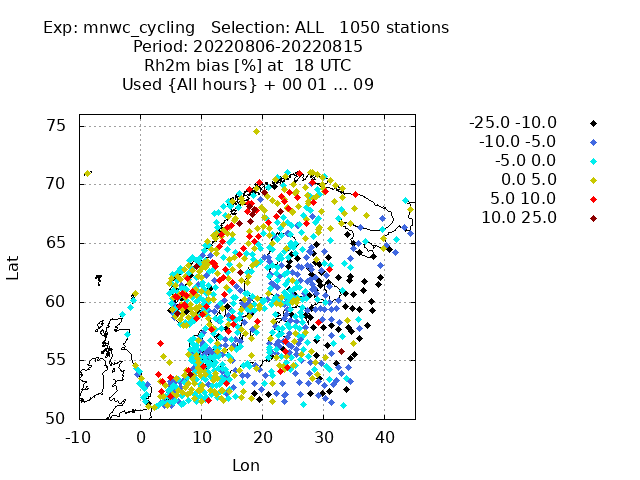 Exp: mnwc_cycling   Selection: ALL   1050 stations
Period: 20220806-20220815
Rh2m bias [%] at  18 UTC
Used {All hours} + 00 01 ... 09
-25.0 -10.0
-10.0 -5.0
-5.0 0.0
0.0 5.0
5.0 10.0
10.0 25.0
75
70
65
60
55
50
Lat
-10 0 10 20 30 40
Lon